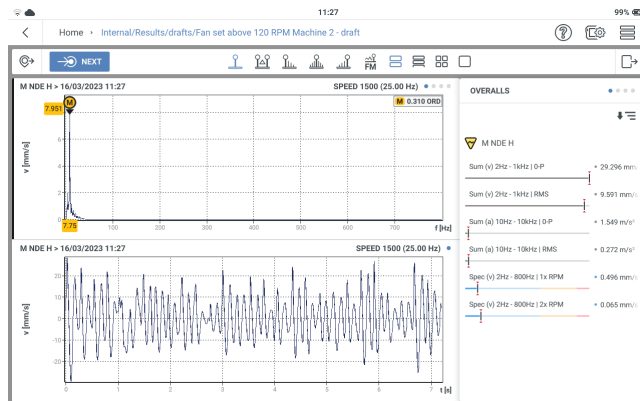 11:27
99%
Home › Internal/Results/drafts/Fan set above 120 RPM Machine 2 - draft
NEXT
FM
M NDE H > 16/03/2023 11:27
SPEED 1500 (25.00 Hz)
M 0.310 ORD
M
7.951
6
4
2
0
v [mm/s]
7.75
100
200
300
400
500
600
700
f [Hz]
M NDE H > 16/03/2023 11:27
SPEED 1500 (25.00 Hz)
20
10
0
-10
-20
v [mm/s]
0
1
2
3
4
5
6
7
t [s]
OVERALLS
M NDE H
Sum (v) 2Hz - 1kHz | 0-P
29.296 mm/
Sum (v) 2Hz - 1kHz | RMS
9.591 mm/s
Sum (a) 10Hz - 10kHz | 0-P
1.549 m/s²
Sum (a) 10Hz - 10kHz | RMS
0.272 m/s²
Spec (v) 2Hz - 800Hz | 1x RPM
0.496 mm/s
Spec (v) 2Hz - 800Hz | 2x RPM
0.065 mm/s